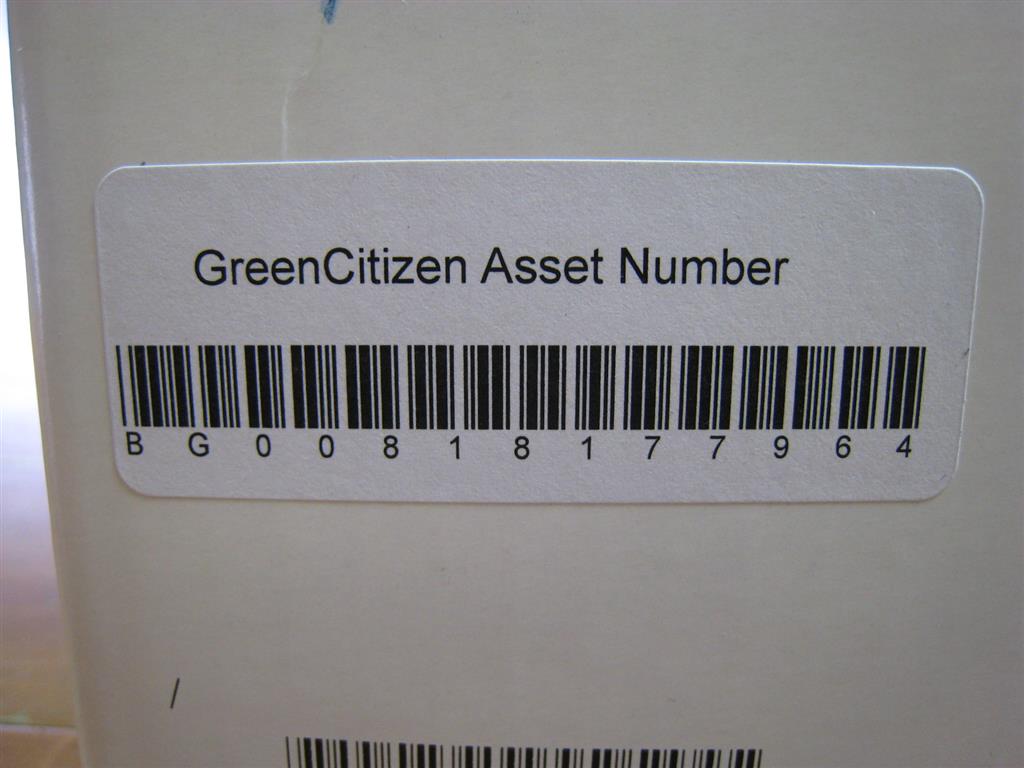 GreenCitizen Asset Number
B G 0 0 8 1 8 1 7 7 9 6 4
/